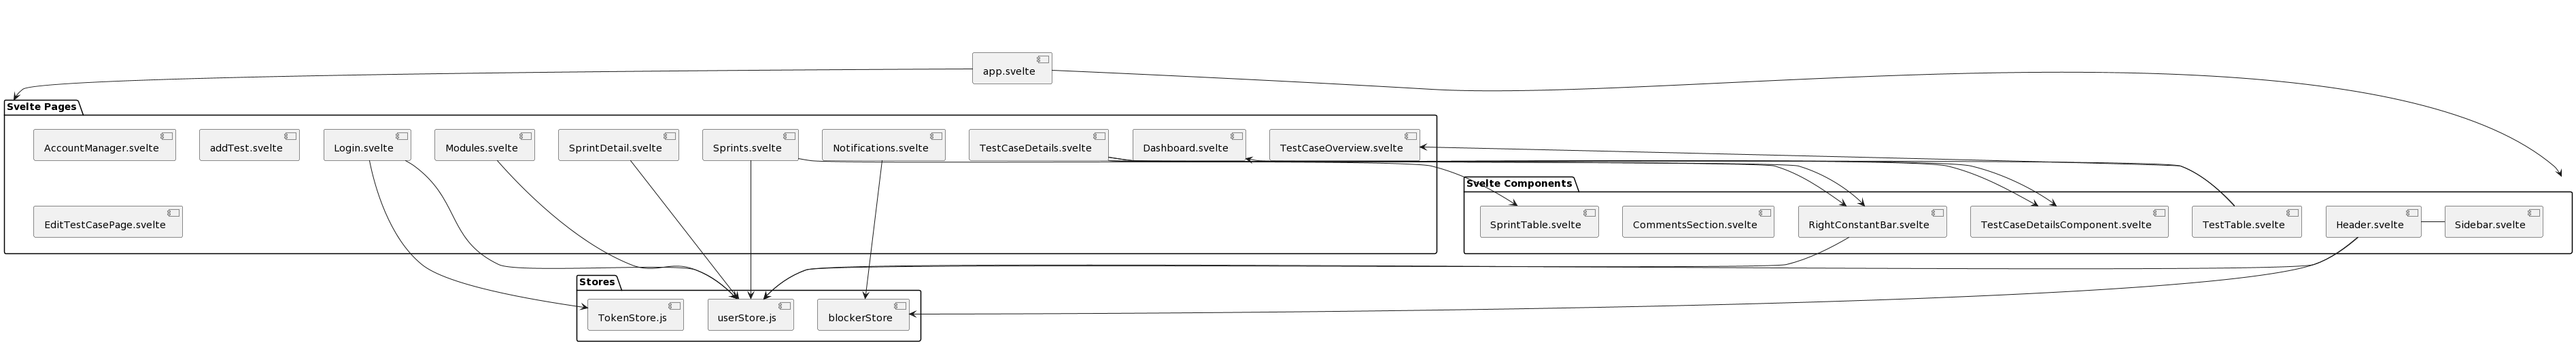 app.svelte
Svelte Pages
AccountManager.svelte
addTest.svelte
Login.svelte
Modules.svelte
SprintDetail.svelte
Sprints.svelte
Notifications.svelte
TestCaseDetails.svelte
Dashboard.svelte
TestCaseOverview.svelte
EditTestCasePage.svelte
Svelte Components
SprintTable.svelte
CommentsSection.svelte
RightConstantBar.svelte
TestCaseDetailsComponent.svelte
TestTable.svelte
Header.svelte
Sidebar.svelte
Stores
TokenStore.js
userStore.js
blockerStore